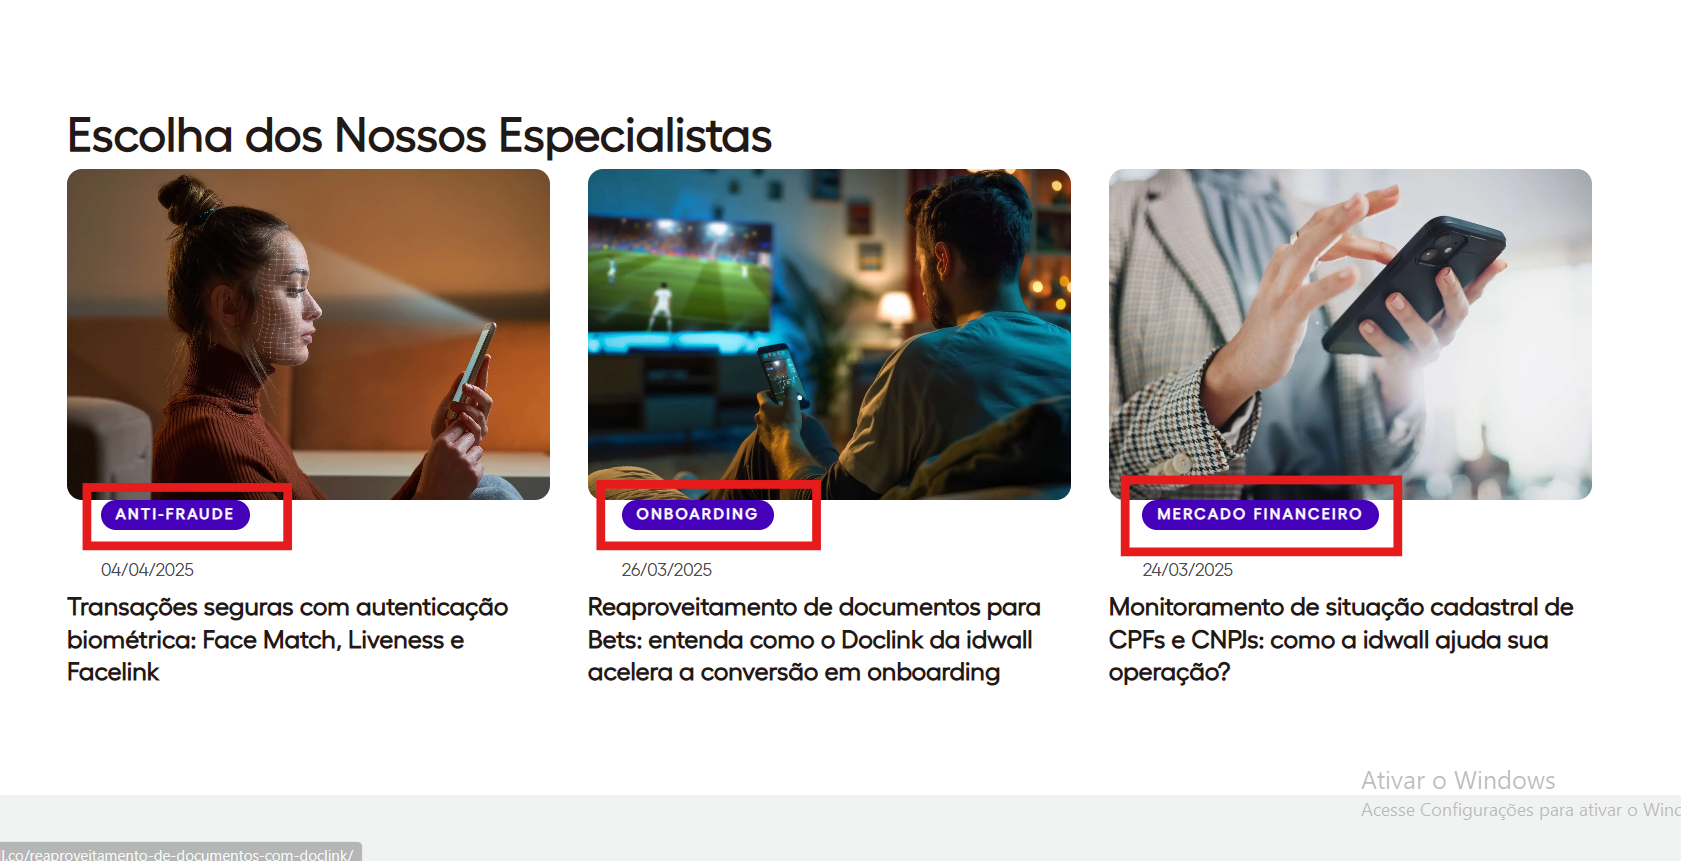 Escolha dos Nossos Especialistas
ANTI-FRAUDE
04/04/2025
Transações seguras com autenticação
biométrica: Face Match, Liveness e
Facelink
ONBOARDING
26/03/2025
Reaproveitamento de documentos para
Bets: entenda como o Doclink da idwall
acelera a conversão em onboarding
MERCADO FINANCEIRO
24/03/2025
Monitoramento de situação cadastral de
CPFs e CNPJs: como a idwall ajuda sua
operação?
Ativar o Windows
Acesse Configurações para ativar o Wind
l.co/reaproveitamento-de-documentos-com-doclink/